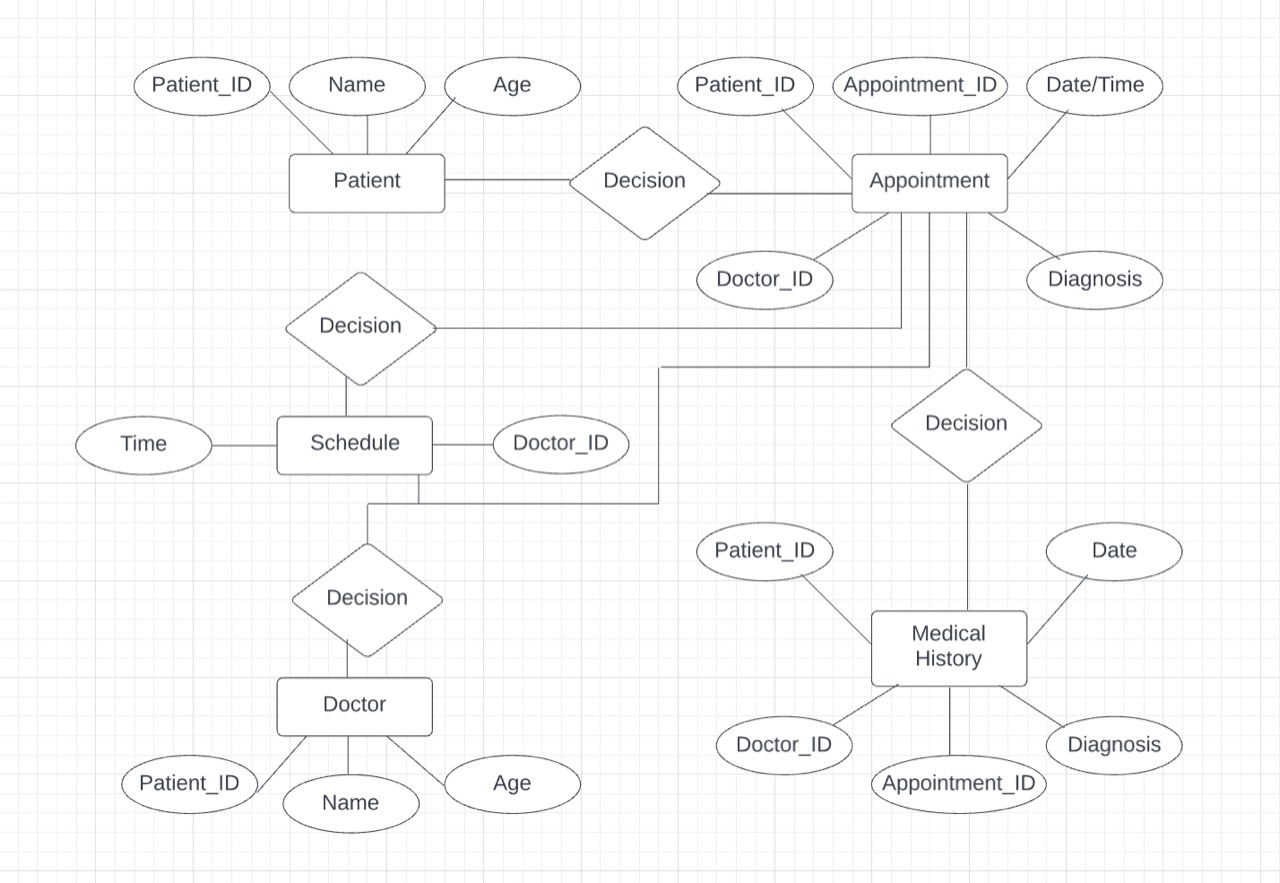 Patient_ID
Name
Age
Patient_ID
Appointment_ID
Date/Time
Patient
Decision
Appointment
Doctor_ID
Diagnosis
Decision
Time
Schedule
Doctor_ID
Decision
Patient_ID
Date
Decision
Medical
History
Doctor
Doctor_ID
Diagnosis
Patient_ID
Name
Age
Appointment_ID